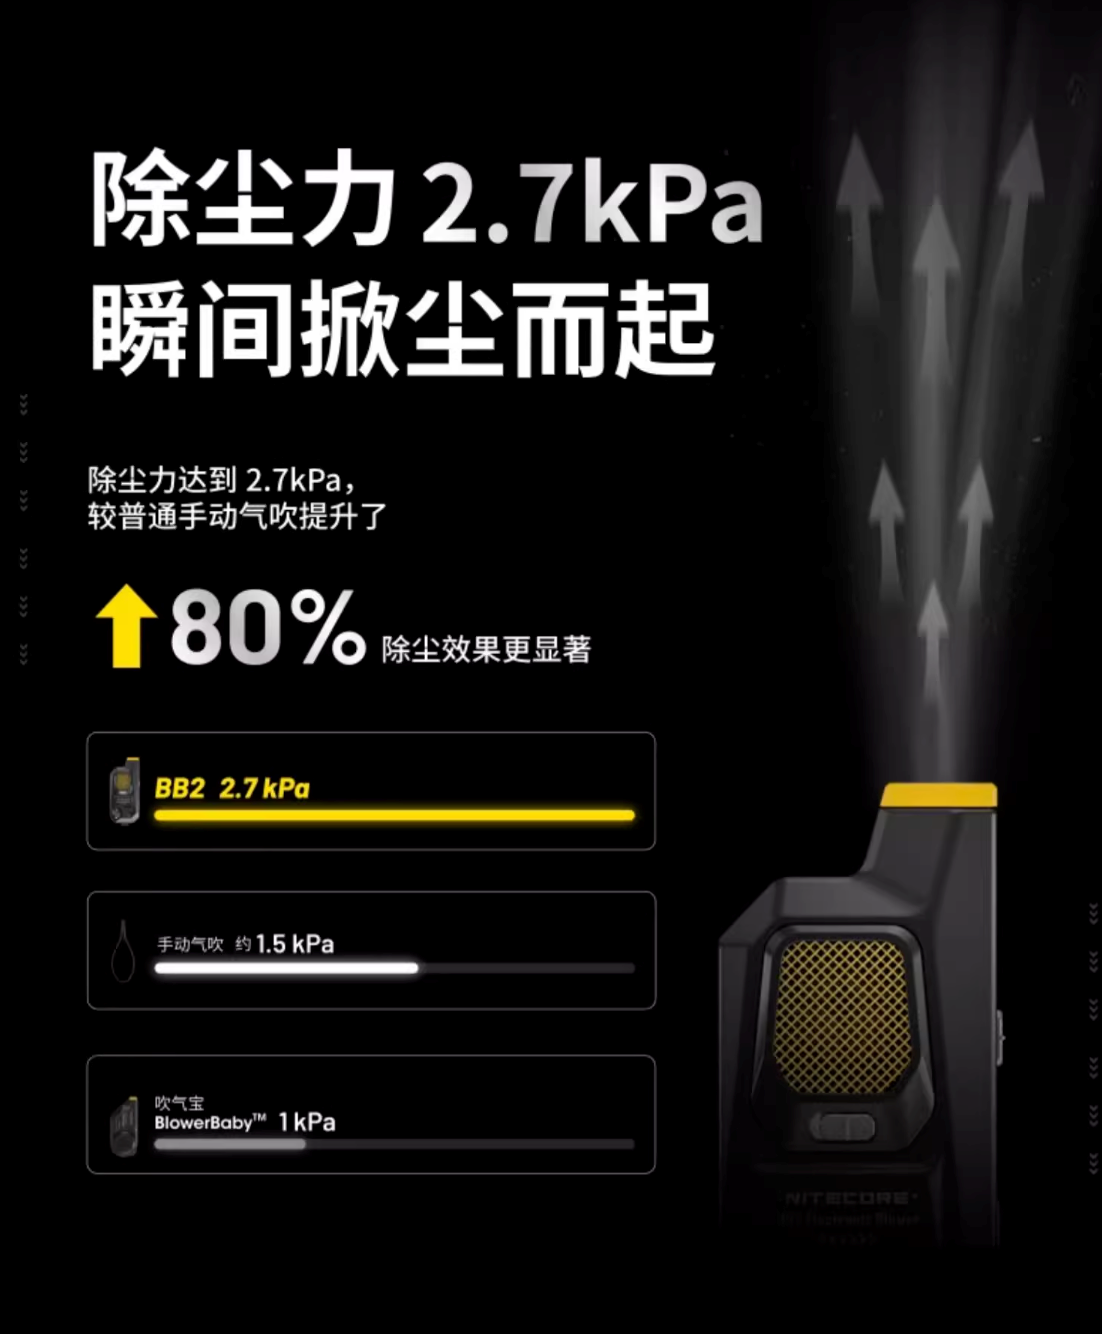 除尘力 2.7kPa
瞬间掀尘而起
除尘力达到 2.7kPa，
较普通手动气吹提升了
80% 除尘效果更显著
BB2 2.7 kPa
手动气吹 约 1.5 kPa
吹气宝
BlowerBaby™ 1 kPa
NITECORE